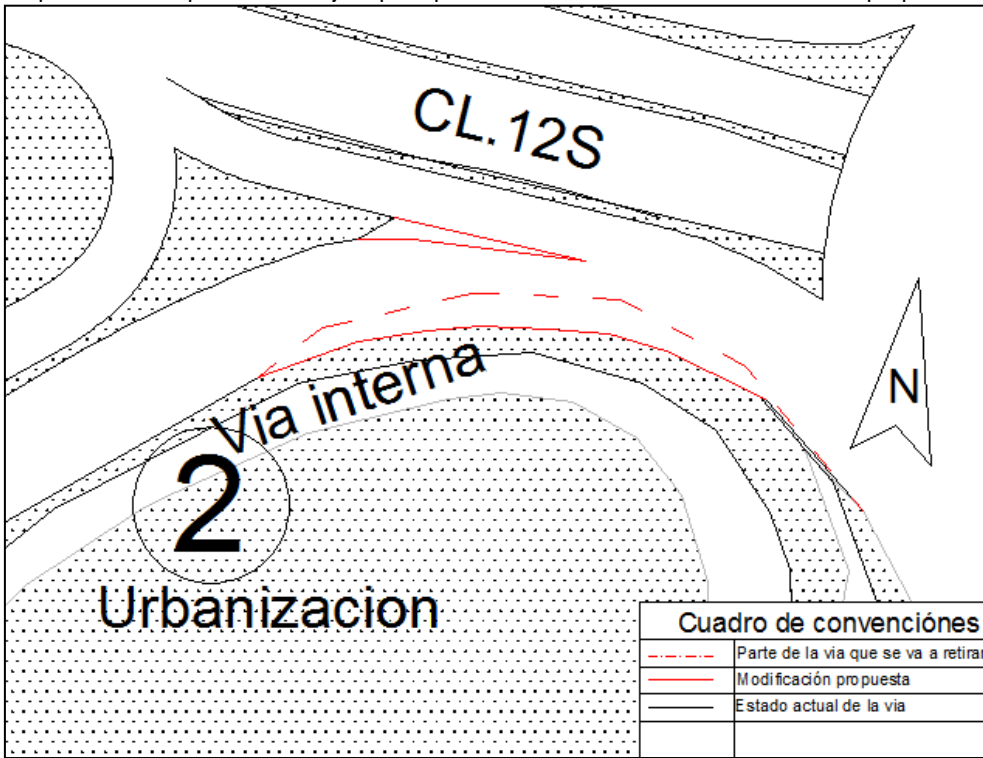 CL.12S
Via interna
N
2
Urbanizacion
Cuadro de convenciónes
Parte de la via que se va a retirar
Modificación propuesta
Estado actual de la via